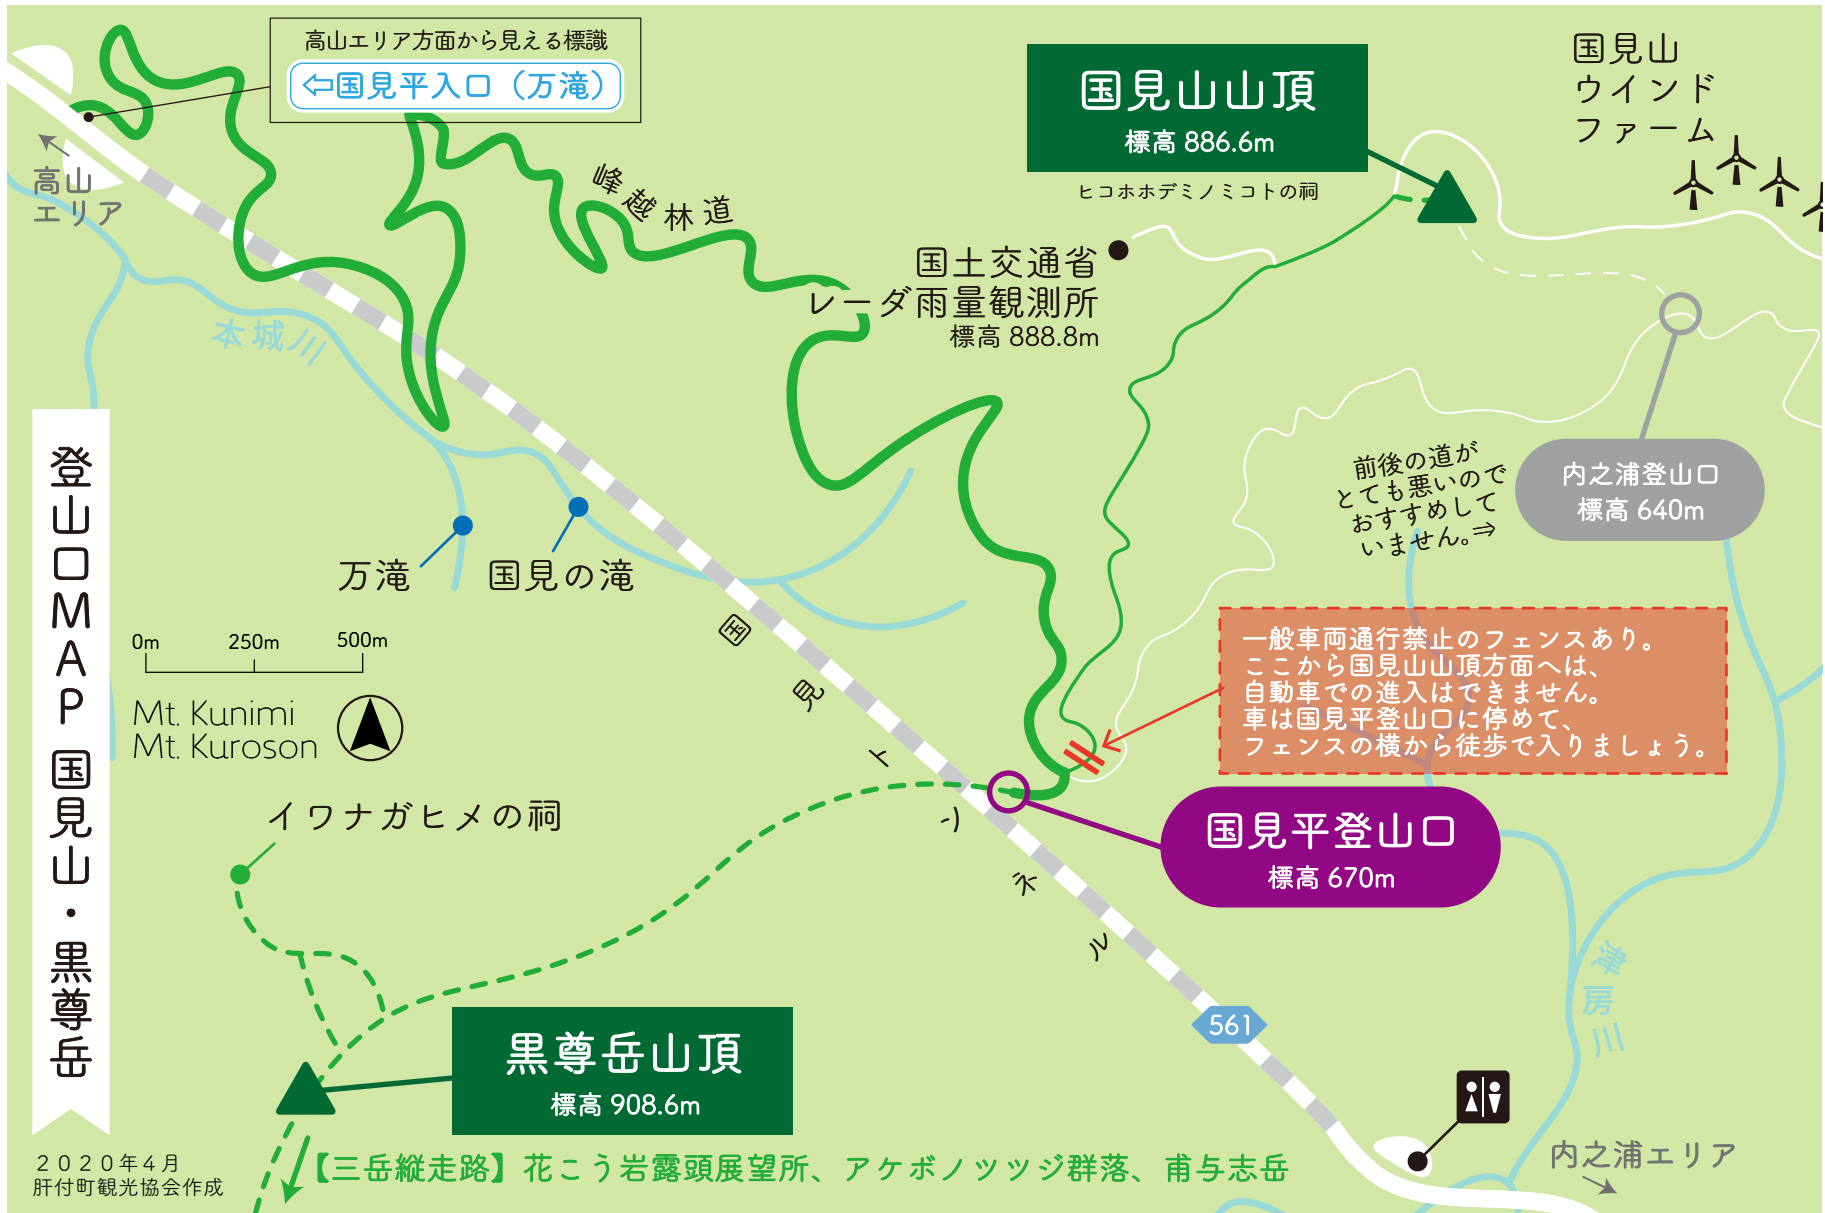 高山エリア方面から見える標識
⇦国見平入口（万滝）
高山
エリア
峰越林道
本城川
国見山山頂
標高 886.6m
ヒコホホデミノミコトの祠
国見山
ウインド
ファーム
国土交通省
レーダ雨量観測所
標高 888.8m
前後の道が
とても悪いので
おすすめして
いません。⇒
内之浦登山口
標高 640m
万滝
国見の滝
登山口MAP 国見山・黒尊岳
0m 250m 500m
Mt. Kunimi
Mt. Kuroson
国見トンネル
一般車両通行禁止のフェンスあり。
ここから国見山山頂方面へは、
自動車での進入はできません。
車は国見平登山口に停めて、
フェンスの横から徒歩で入りましょう。
国見平登山口
標高 670m
イワナガヒメの祠
津房川
561
黒尊岳山頂
標高 908.6m
【三岳縦走路】花こう岩露頭展望所、アケボノツツジ群落、甫与志岳
内之浦エリア
２０２０年４月
肝付町観光協会作成